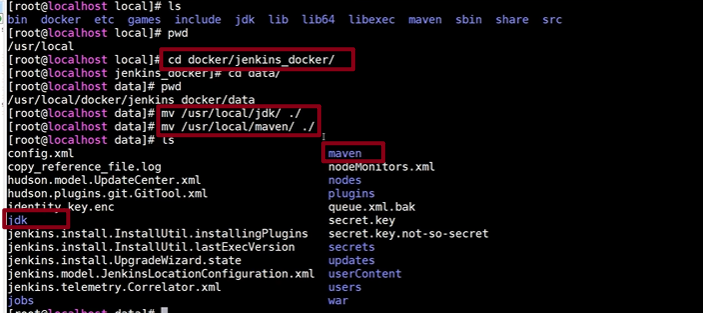 [root@localhost local]# ls
bin docker etc games include jdk lib lib64 libexec maven sbin share src
[root@localhost local]# pwd
/usr/local
[root@localhost local]# cd docker/jenkins_docker/
[root@localhost jenkins_docker]# cd data/
[root@localhost data]# pwd
/usr/local/docker/jenkins_docker/data
[root@localhost data]# mv /usr/local/jdk/ ./
[root@localhost data]# mv /usr/local/maven/ ./
[root@localhost data]# ls
config.xml maven
copy_reference_file.log nodeMonitors.xml
hudson.model.UpdateCenter.xml nodes
hudson.plugins.git.GitTool.xml plugins
identity.key.enc queue.xml.bak
jdk secret.key
jenkins.install.InstallUtil.installingPlugins secret.key.not-so-secret
jenkins.install.InstallUtil.lastExecVersion secrets
jenkins.install.UpgradeWizard.state updates
jenkins.model.JenkinsLocationConfiguration.xml userContent
jenkins.telemetry.Correlator.xml users
jobs war
[root@localhost data]#